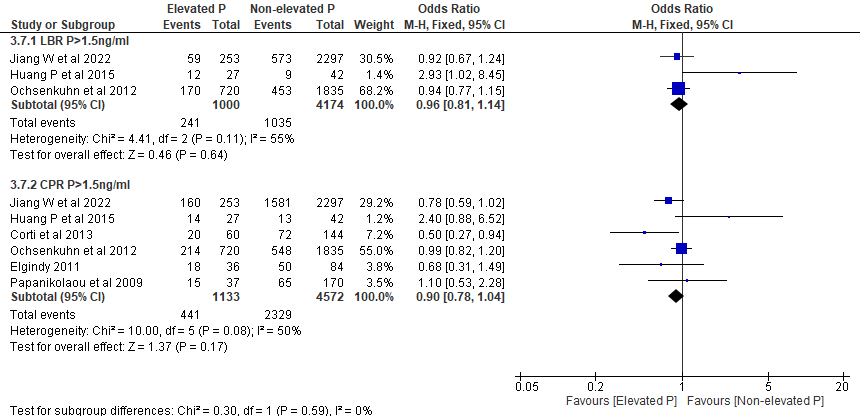 Elevated P Non-elevated P Odds Ratio Odds Ratio
Study or Subgroup Events Total Events Total Weight M-H, Fixed, 95% CI M-H, Fixed, 95% CI
3.7.1 LBR P>1.5ng/ml
Jiang W et al 2022 59 253 573 2297 30.5% 0.92 [0.67, 1.24]
Huang P et al 2015 12 27 9 42 1.4% 2.93 [1.02, 8.45]
Ochsenkuhn et al 2012 170 720 453 1835 68.2% 0.94 [0.77, 1.15]
Subtotal (95% CI) 1000 4174 100.0% 0.96 [0.81, 1.14]
Total events 241 1035
Heterogeneity: Chi² = 4.41, df = 2 (P = 0.11); I² = 55%
Test for overall effect: Z = 0.46 (P = 0.64)
3.7.2 CPR P>1.5ng/ml
Jiang W et al 2022 160 253 1581 2297 29.2% 0.78 [0.59, 1.02]
Huang P et al 2015 14 27 13 42 1.2% 2.40 [0.88, 6.52]
Corti et al 2013 20 60 72 144 7.3% 0.50 [0.27, 0.94]
Ochsenkuhn et al 2012 214 720 548 1835 55.0% 0.99 [0.82, 1.20]
Elgindy 2011 18 36 50 84 3.8% 0.68 [0.31, 1.49]
Papanikolaou et al 2009 15 37 65 170 3.5% 1.10 [0.53, 2.28]
Subtotal (95% CI) 1133 4572 100.0% 0.90 [0.78, 1.04]
Total events 441 2329
Heterogeneity: Chi² = 10.00, df = 5 (P = 0.08); I² = 50%
Test for overall effect: Z = 1.37 (P = 0.17)
0.05 0.2 1 5 20
Favours [Elevated P] Favours [Non-elevated P]
Test for subgroup differences: Chi² = 0.30, df = 1 (P = 0.59), I² = 0%